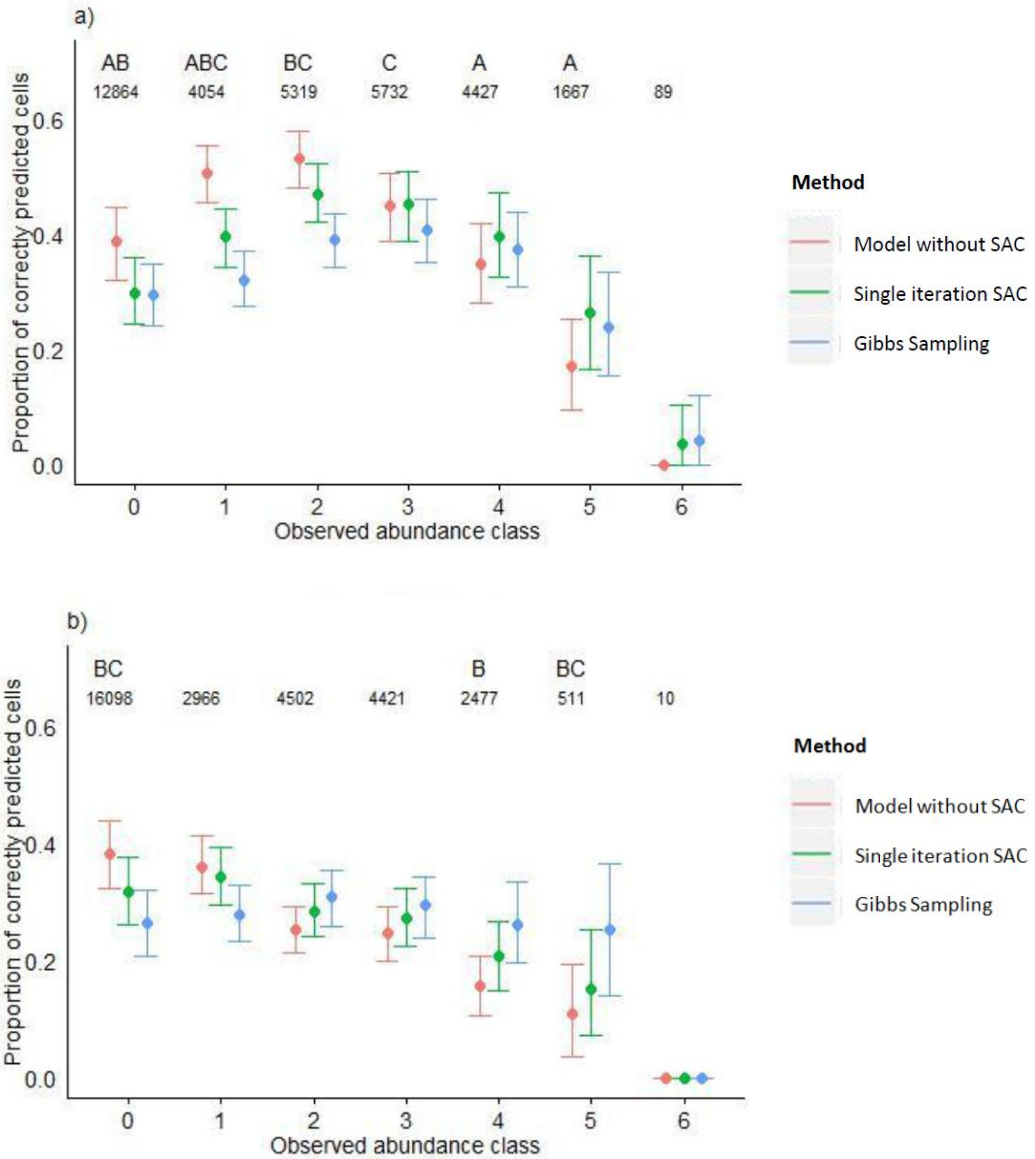 a)
AB ABC BC C A A
12864 4054 5319 5732 4427 1667 89
Proportion of correctly predicted cells
0.6
0.4
0.2
0.0
0 1 2 3 4 5 6
Observed abundance class
Method
Model without SAC
Single iteration SAC
Gibbs Sampling
b)
BC B BC
16098 2966 4502 4421 2477 511 10
Proportion of correctly predicted cells
0.6
0.4
0.2
0.0
0 1 2 3 4 5 6
Observed abundance class
Method
Model without SAC
Single iteration SAC
Gibbs Sampling